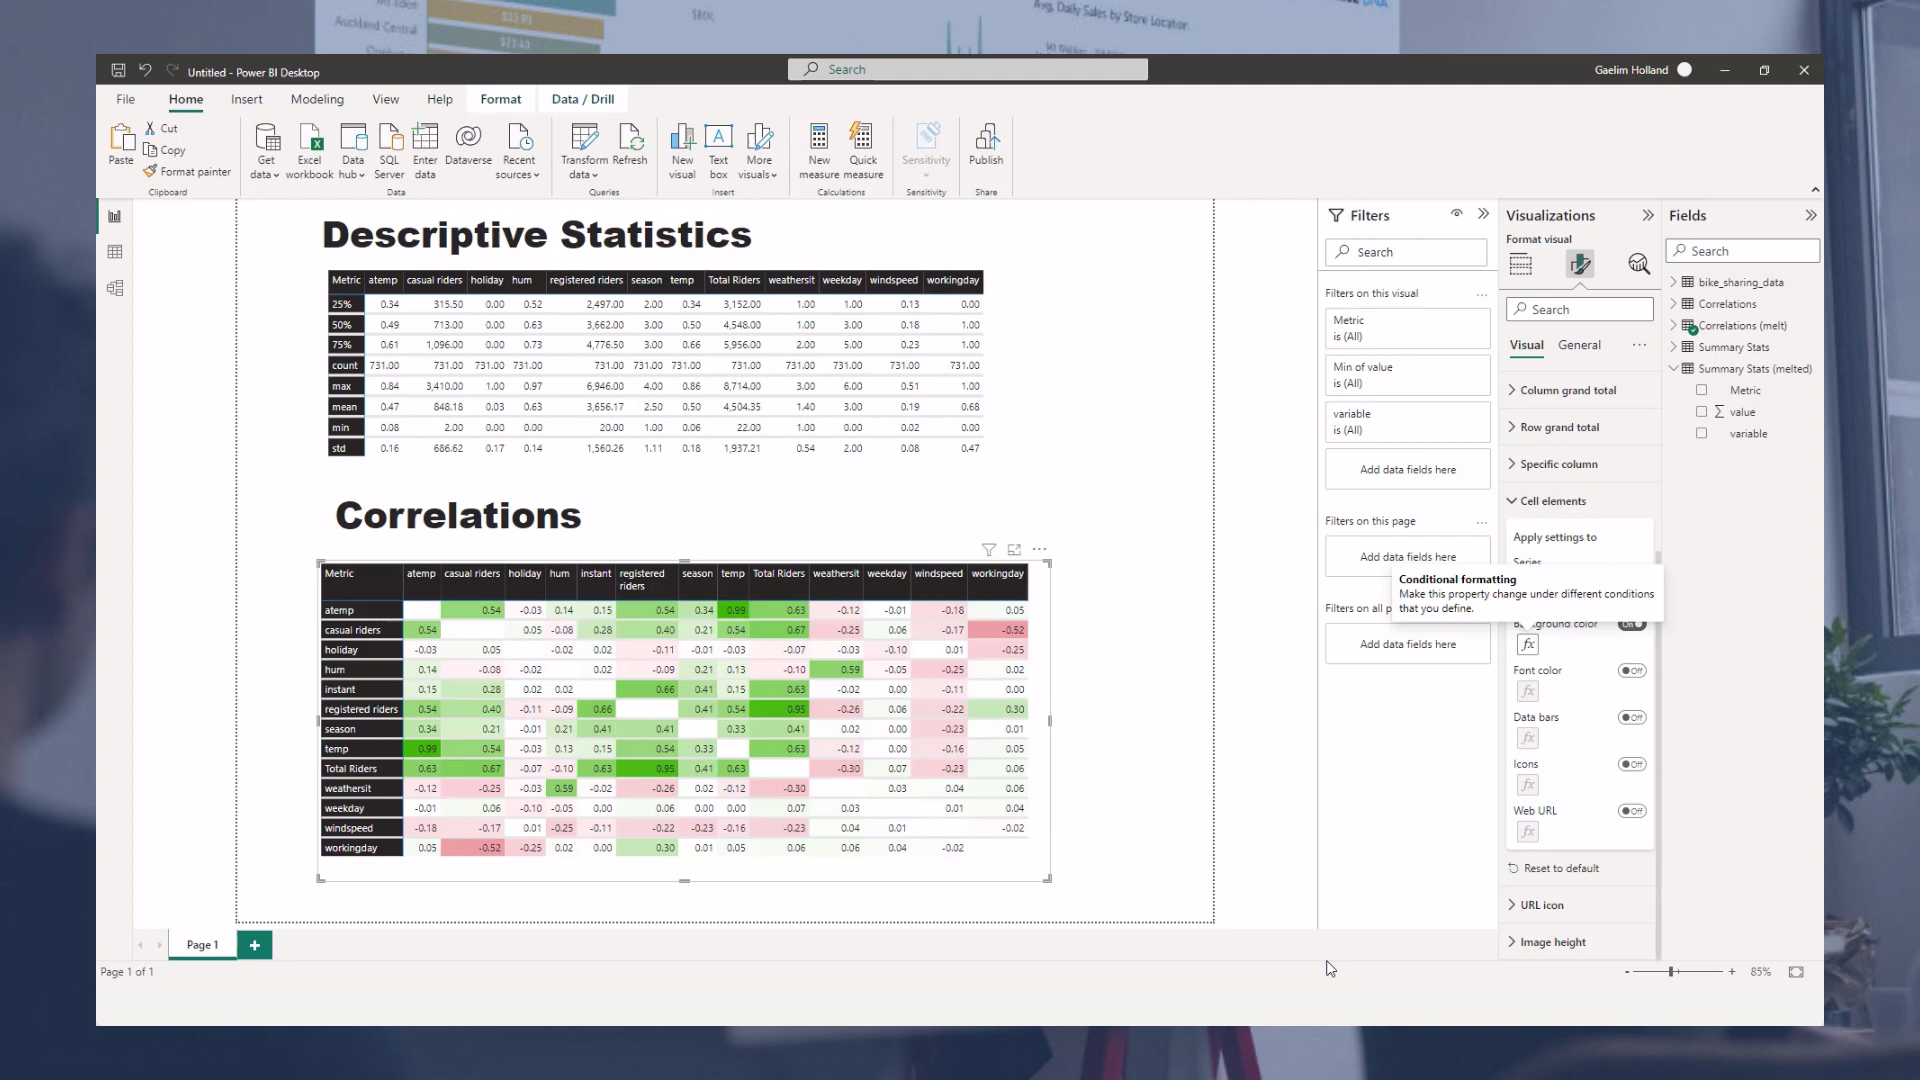 Auckland Central
$23.93
$23.63
$80K
Avg. Daily Sales by Store Location
DNA
Untitled - Power BI Desktop
Search
Gaelim Holland
File Home Insert Modeling View Help Format Data / Drill
Paste
Cut
Copy
Format painter
Clipboard
Get data
Excel workbook
Data hub
SQL Server
Enter data
Dataverse
Recent sources
Data
Transform data
Refresh
Queries
New visual
Text box
More visuals
Insert
New measure
Quick measure
Calculations
Sensitivity
Sensitivity
Publish
Share
Descriptive Statistics
Metric atemp casual riders holiday hum registered riders season temp Total Riders weathersit weekday windspeed workingday
25% 0.34 315.50 0.00 0.52 2,497.00 2.00 0.34 3,152.00 1.00 1.00 0.13 0.00
50% 0.49 713.00 0.00 0.63 3,662.00 3.00 0.50 4,548.00 1.00 3.00 0.18 1.00
75% 0.61 1,096.00 0.00 0.73 4,776.50 3.00 0.66 5,956.00 2.00 5.00 0.23 1.00
count 731.00 731.00 731.00 731.00 731.00 731.00 731.00 731.00 731.00 731.00 731.00 731.00
max 0.84 3,410.00 1.00 0.97 6,946.00 4.00 0.86 8,714.00 3.00 6.00 0.51 1.00
mean 0.47 848.18 0.03 0.63 3,656.17 2.50 0.50 4,504.35 1.40 3.00 0.19 0.68
min 0.08 2.00 0.00 0.00 20.00 1.00 0.06 22.00 1.00 0.00 0.02 0.00
std 0.16 686.62 0.17 0.14 1,560.26 1.11 0.18 1,937.21 0.54 2.00 0.08 0.47
Correlations
Metric atemp casual riders holiday hum instant registered riders season temp Total Riders weathersit weekday windspeed workingday
atemp 0.54 -0.03 0.14 0.15 0.54 0.34 0.99 0.63 -0.12 -0.01 -0.18 0.05
casual riders 0.54 0.05 -0.08 0.28 0.40 0.21 0.54 0.67 -0.25 0.06 -0.17 -0.52
holiday -0.03 0.05 -0.02 0.02 -0.11 -0.01 -0.03 -0.07 -0.03 -0.10 0.01 -0.25
hum 0.14 -0.08 -0.02 0.02 -0.09 0.21 0.13 -0.10 0.59 -0.05 -0.25 0.02
instant 0.15 0.28 0.02 0.02 0.66 0.41 0.15 0.63 -0.02 0.00 -0.11 0.00
registered riders 0.54 0.40 -0.11 -0.09 0.66 0.41 0.54 0.95 -0.26 0.06 -0.22 0.30
season 0.34 0.21 -0.01 0.21 0.41 0.41 0.33 0.41 0.02 0.00 -0.23 0.01
temp 0.99 0.54 -0.03 0.13 0.15 0.54 0.33 0.63 -0.12 0.00 -0.16 0.05
Total Riders 0.63 0.67 -0.07 -0.10 0.63 0.95 0.41 0.63 -0.30 0.07 -0.23 0.06
weathersit -0.12 -0.25 -0.03 0.59 -0.02 -0.26 0.02 -0.12 -0.30 0.03 0.04 0.06
weekday -0.01 0.06 -0.10 -0.05 0.00 0.06 0.00 0.00 0.07 0.03 0.01 0.04
windspeed -0.18 -0.17 0.01 -0.25 -0.11 -0.22 -0.23 -0.16 -0.23 0.04 0.01 -0.02
workingday 0.05 -0.52 -0.25 0.02 0.00 0.30 0.01 0.05 0.06 0.06 0.04 -0.02
Page 1
Page 1 of 1
85%
Filters
Search
Filters on this visual
Metric
is (All)
Min of value
is (All)
variable
is (All)
Add data fields here
Filters on this page
Add data fields here
Filters on all p
Add data fields here
Visualizations
Format visual
Search
Visual General
Column grand total
Row grand total
Specific column
Cell elements
Apply settings to
Series
Conditional formatting
Make this property change under different conditions
that you define.
Background color On
fx
Font color Off
fx
Data bars Off
fx
Icons Off
fx
Web URL Off
fx
Reset to default
URL icon
Image height
Fields
Search
bike_sharing_data
Correlations
Correlations (melt)
Summary Stats
Summary Stats (melted)
Metric
∑ value
variable